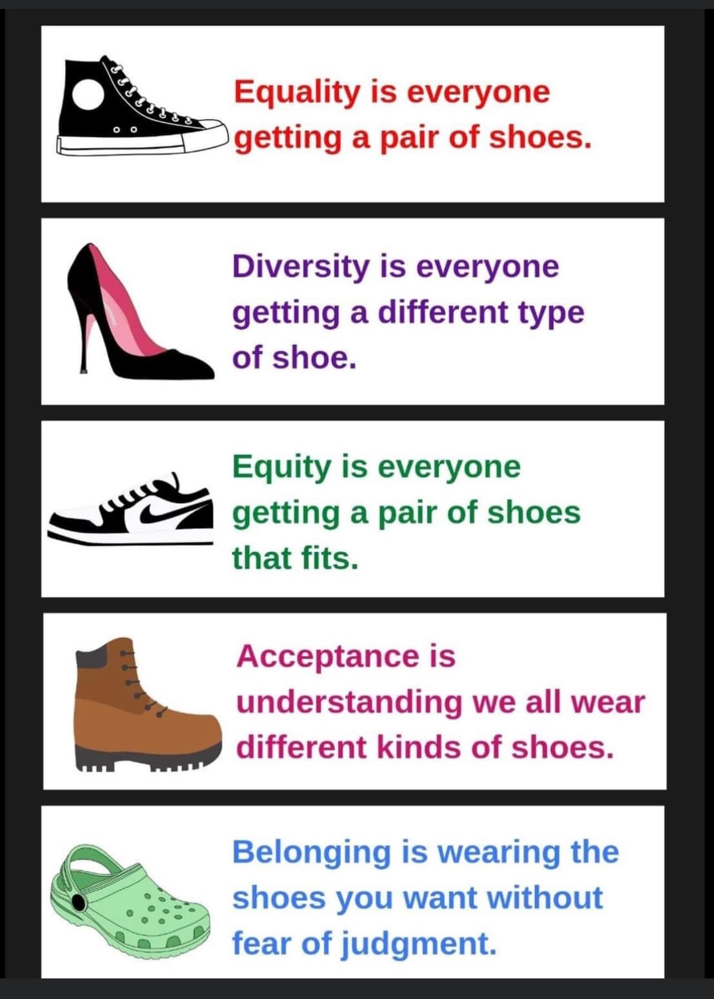 Equality is everyone
getting a pair of shoes.
Diversity is everyone
getting a different type
of shoe.
Equity is everyone
getting a pair of shoes
that fits.
Acceptance is
understanding we all wear
different kinds of shoes.
Belonging is wearing the
shoes you want without
fear of judgment.